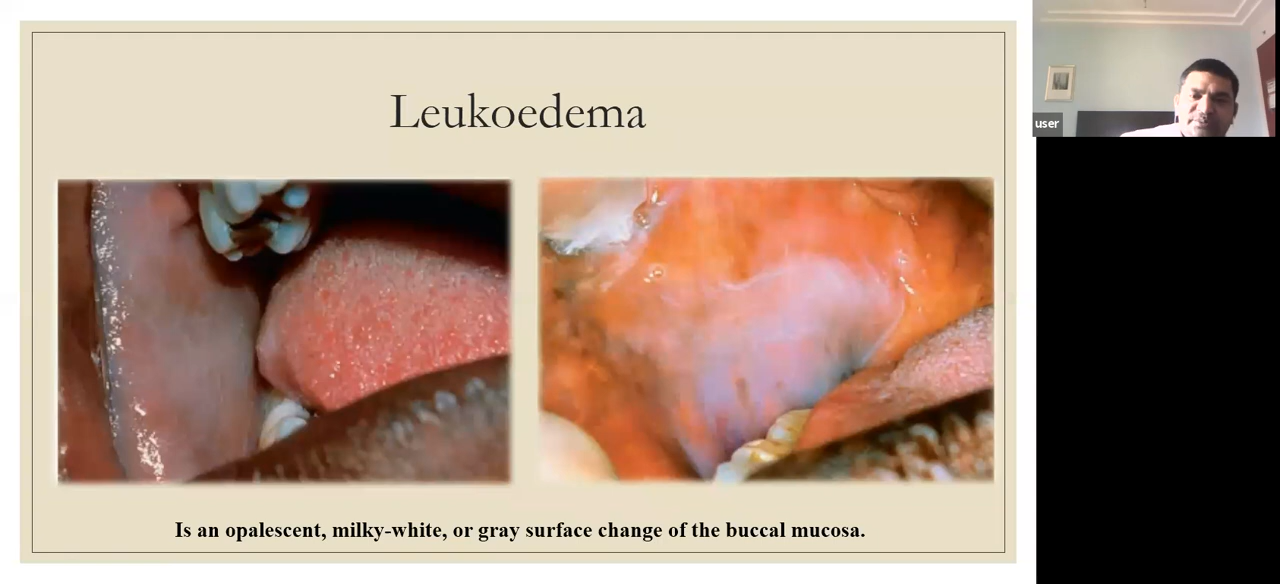 Leukoedema
Is an opalescent, milky-white, or gray surface change of the buccal mucosa.
user